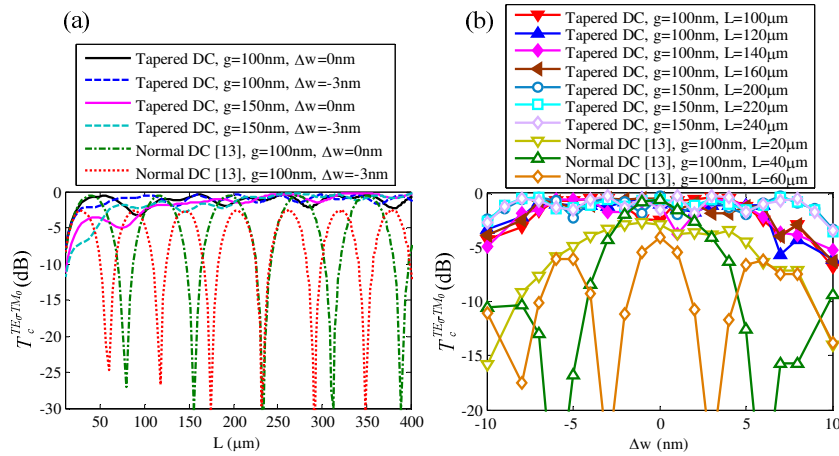 (a)
Tapered DC, g=100nm, Δw=0nm
Tapered DC, g=100nm, Δw=-3nm
Tapered DC, g=150nm, Δw=0nm
Tapered DC, g=150nm, Δw=-3nm
Normal DC [13], g=100nm, Δw=0nm
Normal DC [13], g=100nm, Δw=-3nm
0
-5
-10
-15
-20
-25
-30
50
100
150
200
250
300
350
400
T_c^{TE_0-TM_0} (dB)
L (μm)
(b)
Tapered DC, g=100nm, L=100μm
Tapered DC, g=100nm, L=120μm
Tapered DC, g=100nm, L=140μm
Tapered DC, g=100nm, L=160μm
Tapered DC, g=150nm, L=200μm
Tapered DC, g=150nm, L=220μm
Tapered DC, g=150nm, L=240μm
Normal DC [13], g=100nm, L=20μm
Normal DC [13], g=100nm, L=40μm
Normal DC [13], g=100nm, L=60μm
0
-5
-10
-15
-20
-10
-5
0
5
10
T_c^{TE_0-TM_0} (dB)
Δw (nm)